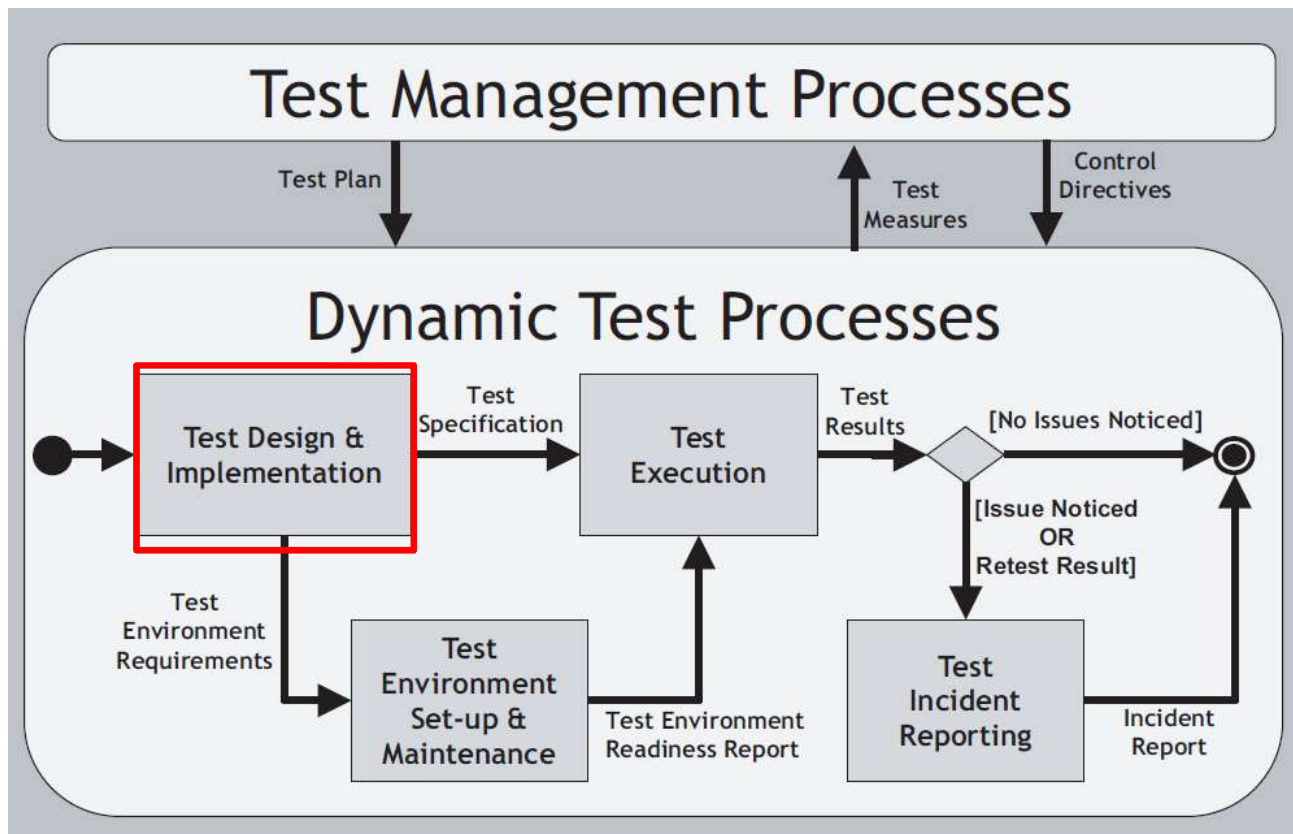 Test Management Processes
Test Plan
Test
Measures
Control
Directives
Dynamic Test Processes
Test Design &
Implementation
Test
Specification
Test
Execution
Test
Results
[No Issues Noticed]
[Issue Noticed
OR
Retest Result]
Test
Environment
Requirements
Test
Environment
Set-up &
Maintenance
Test Environment
Readiness Report
Test
Incident
Reporting
Incident
Report